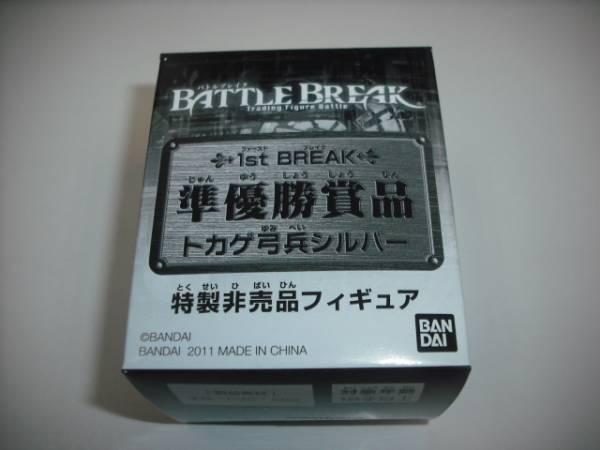 バトルブレイク
BATTLE BREAK
Trading Figure Battle
ファースト ブレイク
1st BREAK
じゅん ゆう しょう しょう ひん
準優勝賞品
ゆみ へい
トカゲ弓兵シルバー
とく せい ひ ばい ひん
特製非売品フィギュア
©BANDAI
BANDAI 2011 MADE IN CHINA
BAN
DAI